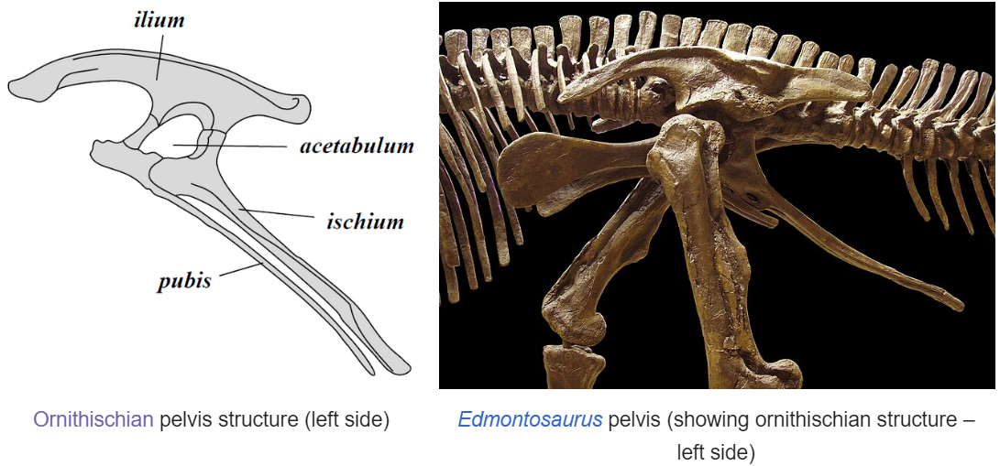 ilium
acetabulum
ischium
pubis
Ornithischian pelvis structure (left side)
Edmontosaurus pelvis (showing ornithischian structure –
left side)